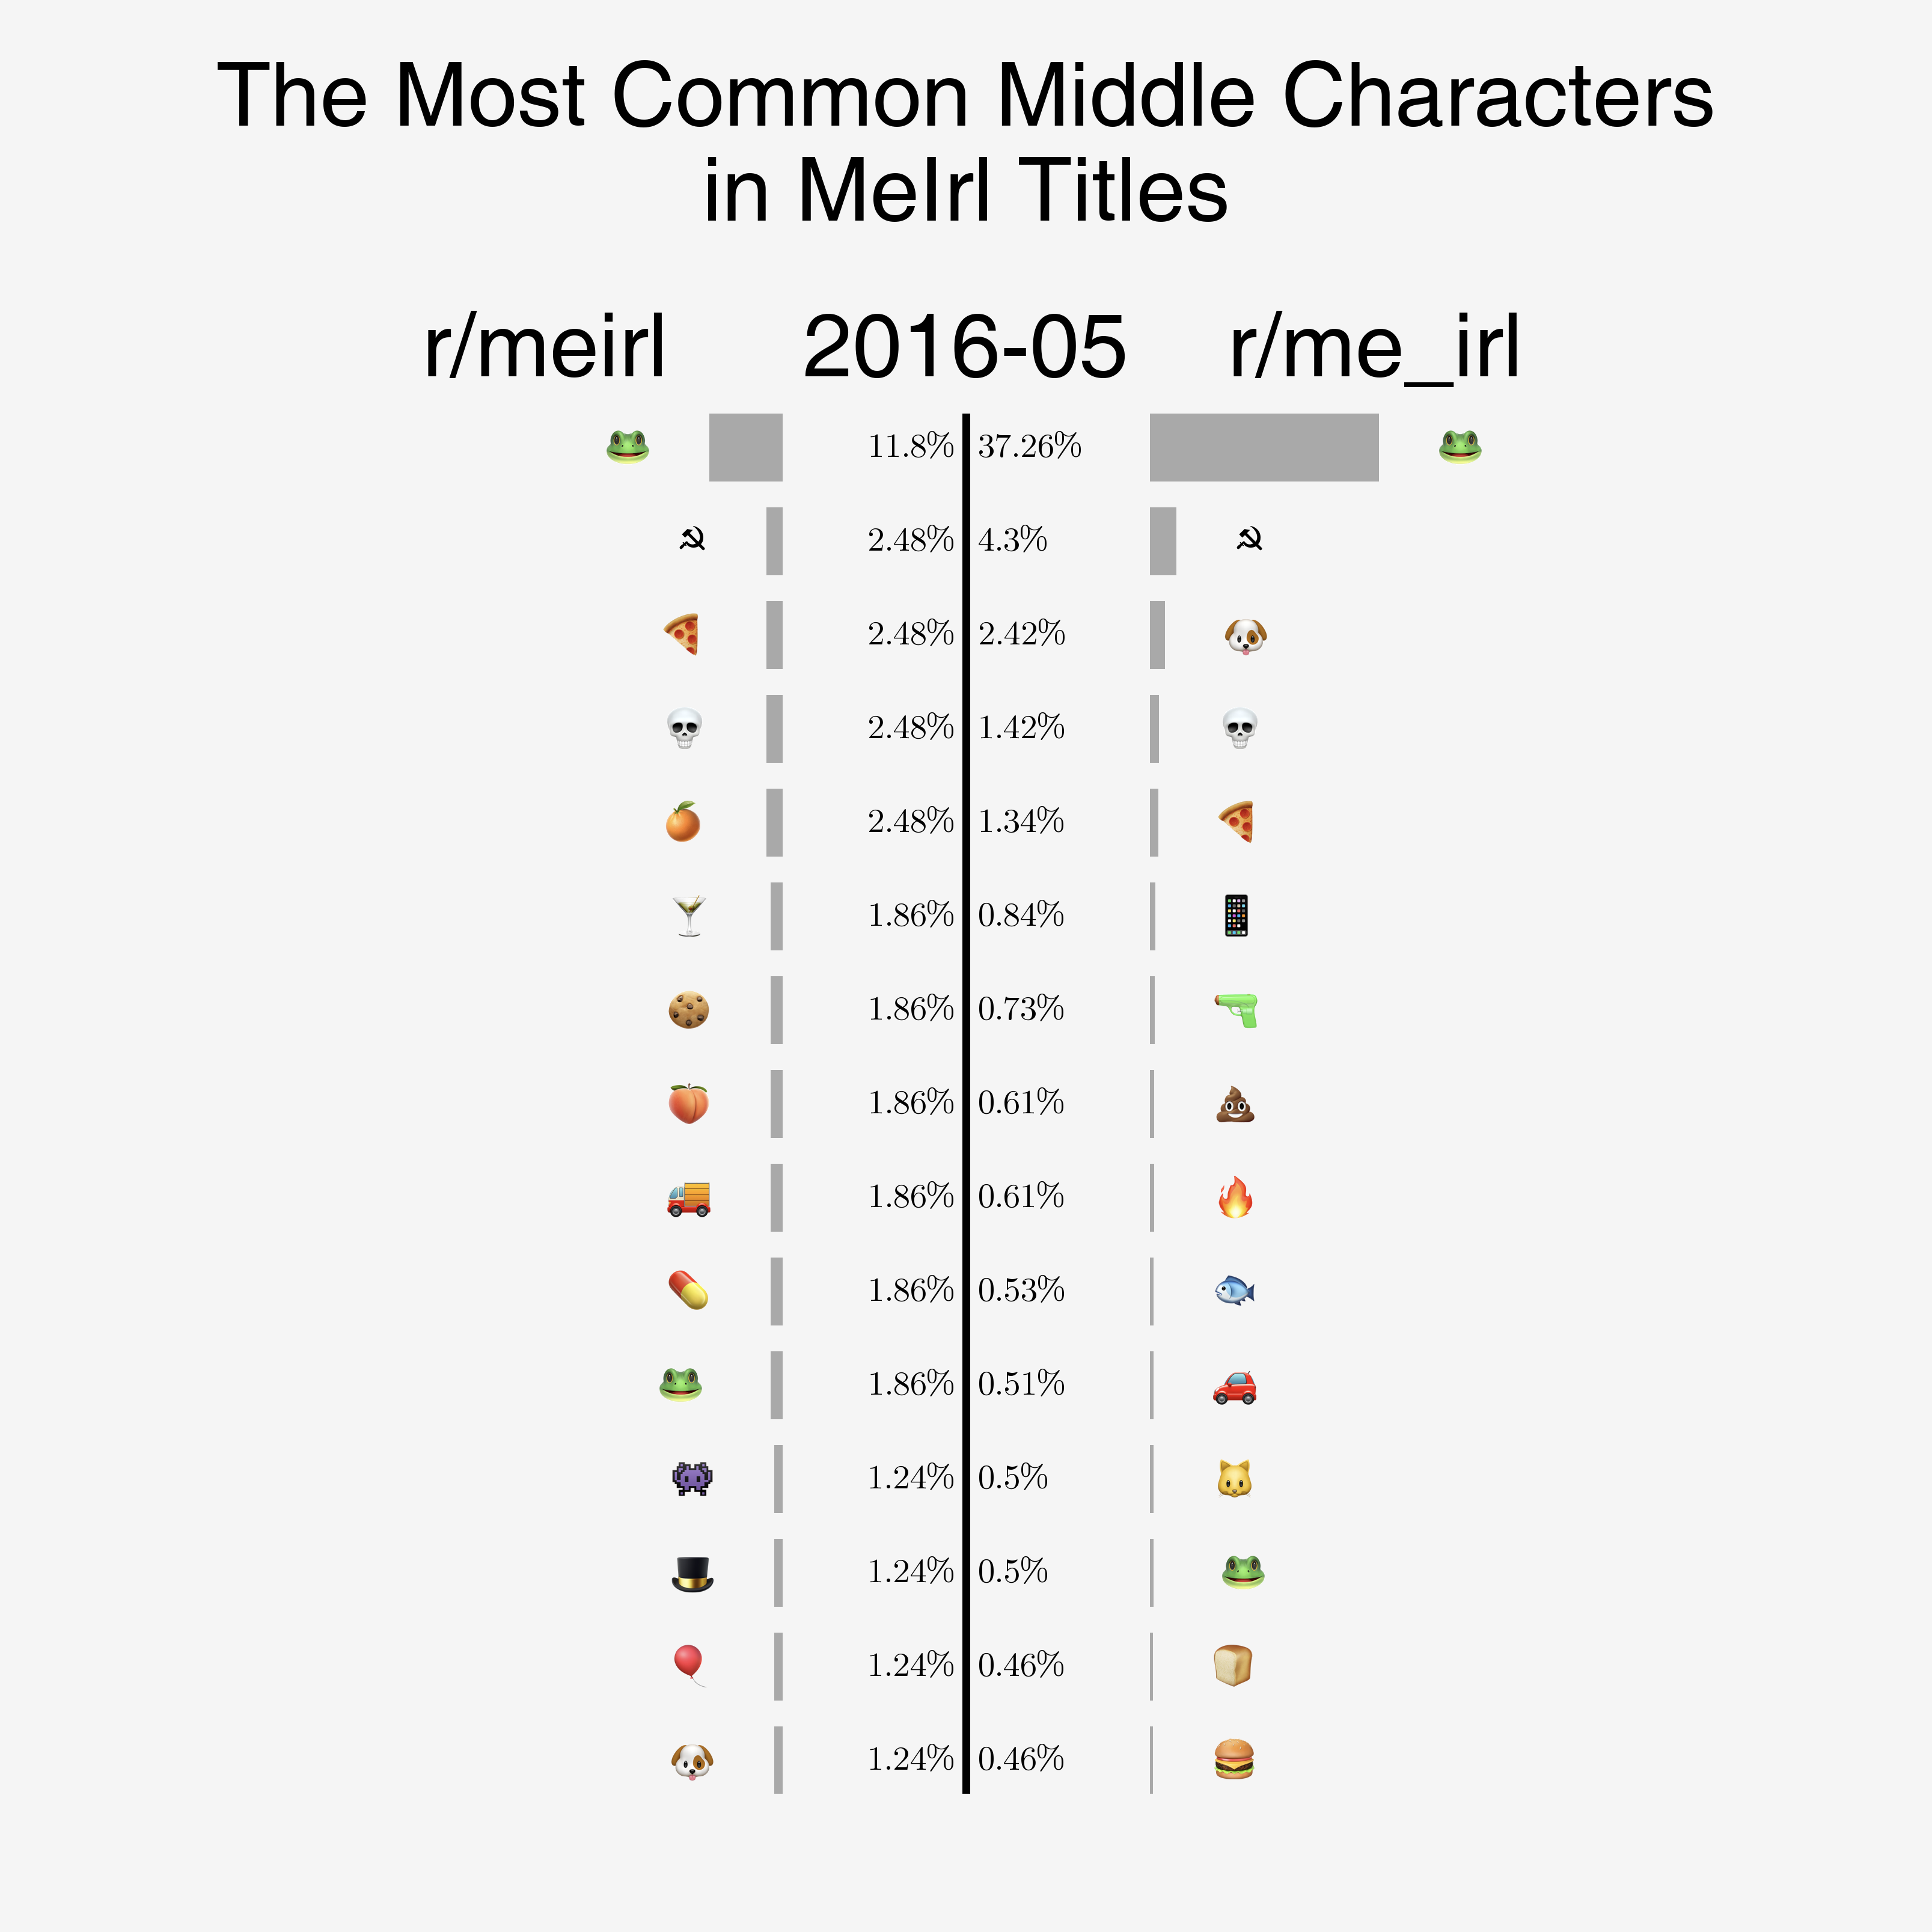 The Most Common Middle Characters
in MeIrl Titles
r/meirl 2016-05 r/me_irl
🐸 11.8% 37.26% 🐸
☭ 2.48% 4.3% ☭
🍕 2.48% 2.42% 🐶
💀 2.48% 1.42% 💀
🍊 2.48% 1.34% 🍕
🍸 1.86% 0.84% 📱
🍪 1.86% 0.73% 🔫
🍑 1.86% 0.61% 💩
🚚 1.86% 0.61% 🔥
💊 1.86% 0.53% 🐟
🐸 1.86% 0.51% 🚗
👾 1.24% 0.5% 🐱
🎩 1.24% 0.5% 🐸
🎈 1.24% 0.46% 🍞
🐶 1.24% 0.46% 🍔